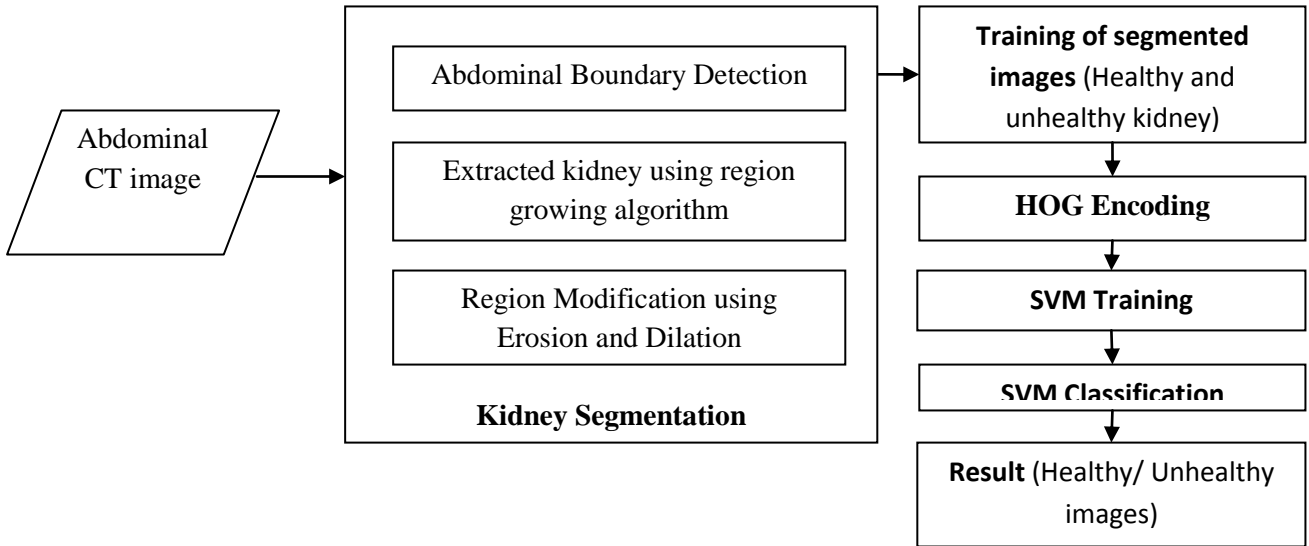 Abdominal
CT image
Abdominal Boundary Detection
Extracted kidney using region
growing algorithm
Region Modification using
Erosion and Dilation
Kidney Segmentation
Training of segmented
images (Healthy and
unhealthy kidney)
HOG Encoding
SVM Training
SVM Classification
Result (Healthy/ Unhealthy
images)